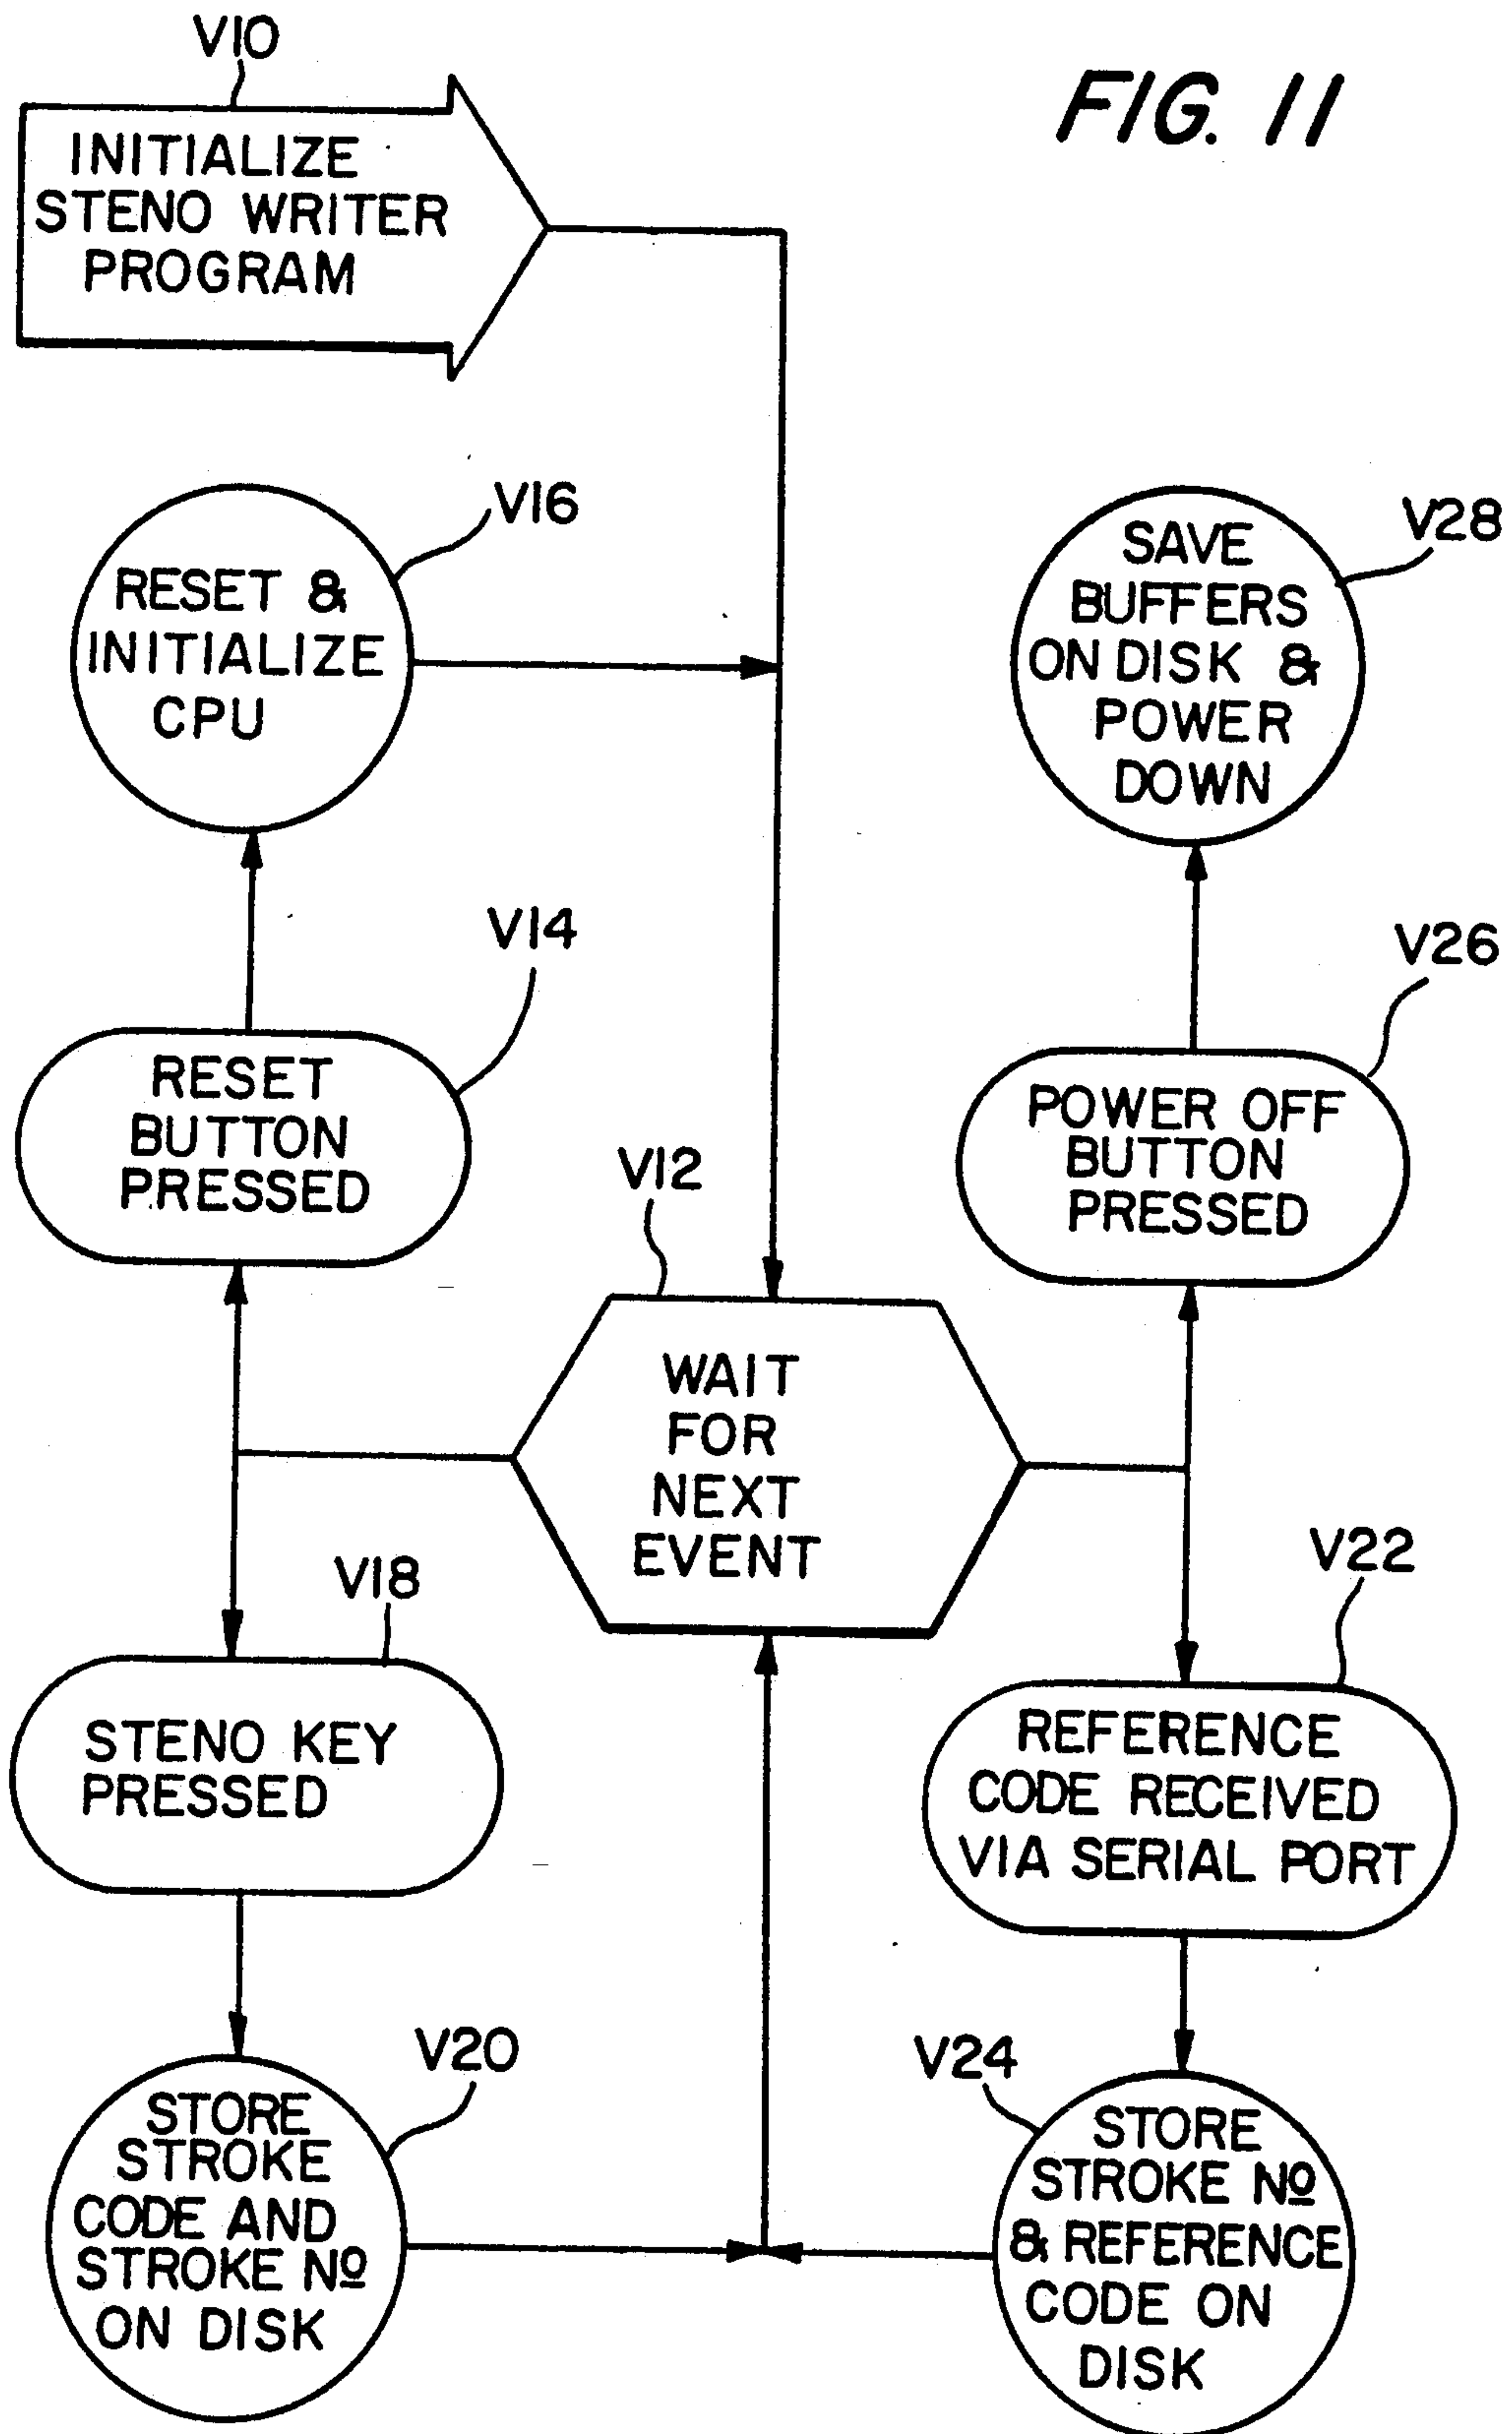 V10
FIG. 11
INITIALIZE
STENO WRITER
PROGRAM
V16
RESET &
INITIALIZE
CPU
V28
SAVE
BUFFERS
ON DISK &
POWER
DOWN
V14
RESET
BUTTON
PRESSED
V26
POWER OFF
BUTTON
PRESSED
V12
WAIT
FOR
NEXT
EVENT
V18
STENO KEY
PRESSED
V22
REFERENCE
CODE RECEIVED
VIA SERIAL PORT
V20
STORE
STROKE
CODE AND
STROKE Nº
ON DISK
V24
STORE
STROKE Nº
& REFERENCE
CODE ON
DISK